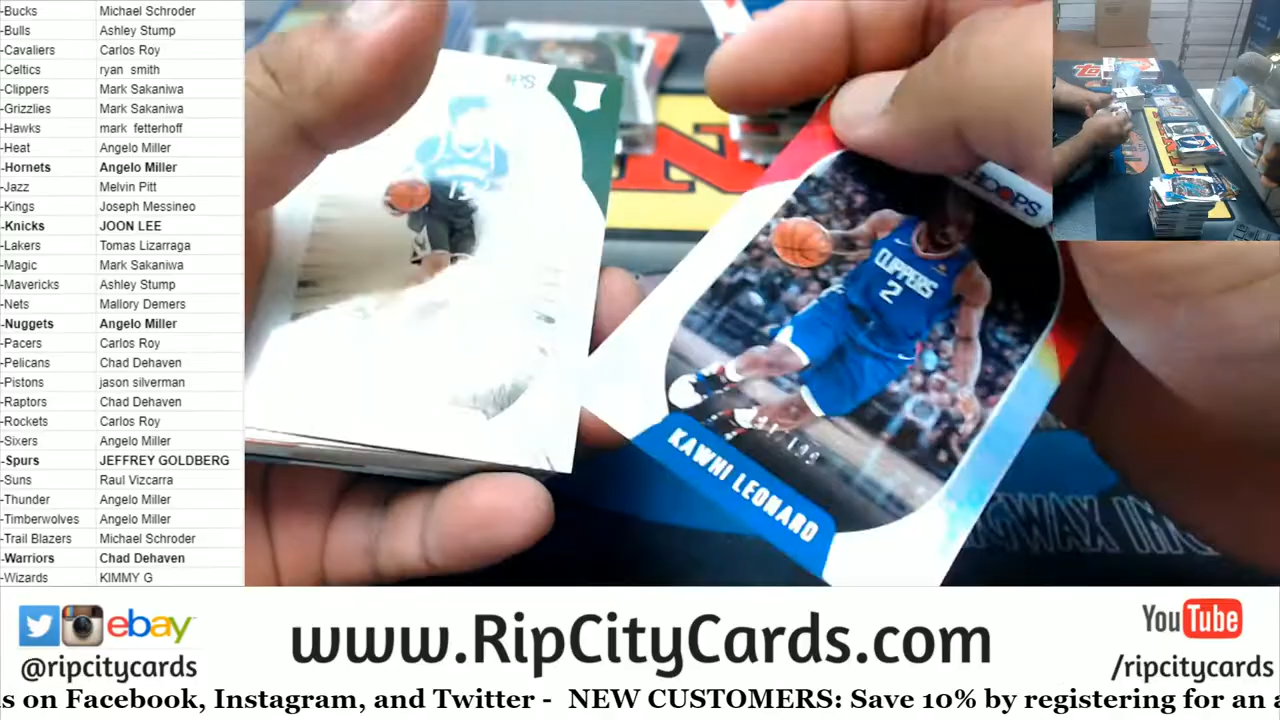 -Bucks Michael Schroder
-Bulls Ashley Stump
-Cavaliers Carlos Roy
-Celtics ryan smith
-Clippers Mark Sakaniwa
-Grizzlies Mark Sakaniwa
-Hawks mark fetterhoff
-Heat Angelo Miller
-Hornets Angelo Miller
-Jazz Melvin Pitt
-Kings Joseph Messineo
-Knicks JOON LEE
-Lakers Tomas Lizarraga
-Magic Mark Sakaniwa
-Mavericks Ashley Stump
-Nets Mallory Demers
-Nuggets Angelo Miller
-Pacers Carlos Roy
-Pelicans Chad Dehaven
-Pistons jason silverman
-Raptors Chad Dehaven
-Rockets Carlos Roy
-Sixers Angelo Miller
-Spurs JEFFREY GOLDBERG
-Suns Raul Vizcarra
-Thunder Angelo Miller
-Timberwolves Angelo Miller
-Trail Blazers Michael Schroder
-Warriors Chad Dehaven
-Wizards KIMMY G
HOOPS
CLIPPERS
2
KAWHI LEONARD
ebay
@ripcitycards
www.RipCityCards.com
YouTube
/ripcitycards
s on Facebook, Instagram, and Twitter - NEW CUSTOMERS: Save 10% by registering for an a